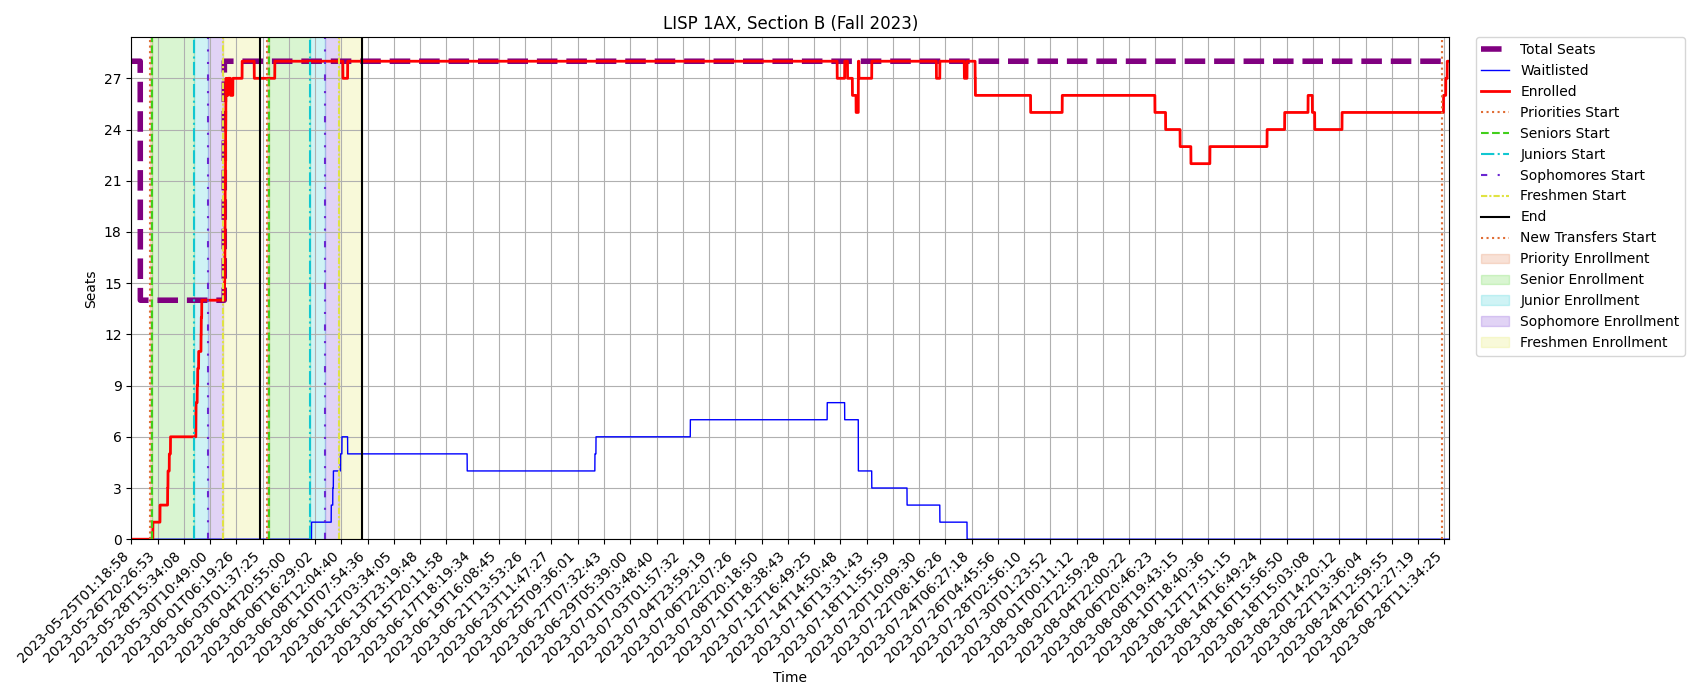 LISP 1AX, Section B (Fall 2023)
Seats
27
24
21
18
15
12
9
6
3
0
2023-05-25T01:18:58
2023-05-26T20:26:53
2023-05-28T15:34:08
2023-05-30T10:49:00
2023-06-01T06:19:26
2023-06-03T01:37:25
2023-06-04T20:55:00
2023-06-06T16:29:02
2023-06-08T12:04:40
2023-06-10T07:54:36
2023-06-12T03:34:05
2023-06-13T23:19:48
2023-06-15T20:11:58
2023-06-17T18:19:34
2023-06-19T16:08:45
2023-06-21T13:53:26
2023-06-23T11:47:27
2023-06-25T09:36:01
2023-06-27T07:32:43
2023-06-29T05:39:00
2023-07-01T03:48:40
2023-07-03T01:57:32
2023-07-04T23:59:19
2023-07-06T22:07:26
2023-07-08T20:18:50
2023-07-10T18:38:43
2023-07-12T16:49:25
2023-07-14T14:50:48
2023-07-16T13:31:43
2023-07-18T11:55:59
2023-07-20T10:09:30
2023-07-22T08:16:26
2023-07-24T06:27:18
2023-07-26T04:45:56
2023-07-28T02:56:10
2023-07-30T01:23:52
2023-08-01T00:11:12
2023-08-02T22:59:28
2023-08-04T22:00:22
2023-08-06T20:46:23
2023-08-08T19:43:15
2023-08-10T18:40:36
2023-08-12T17:51:15
2023-08-14T16:49:24
2023-08-16T15:56:50
2023-08-18T15:03:08
2023-08-20T14:20:12
2023-08-22T13:36:04
2023-08-24T12:59:55
2023-08-26T12:27:19
2023-08-28T11:34:25
Time
Total Seats
Waitlisted
Enrolled
Priorities Start
Seniors Start
Juniors Start
Sophomores Start
Freshmen Start
End
New Transfers Start
Priority Enrollment
Senior Enrollment
Junior Enrollment
Sophomore Enrollment
Freshmen Enrollment